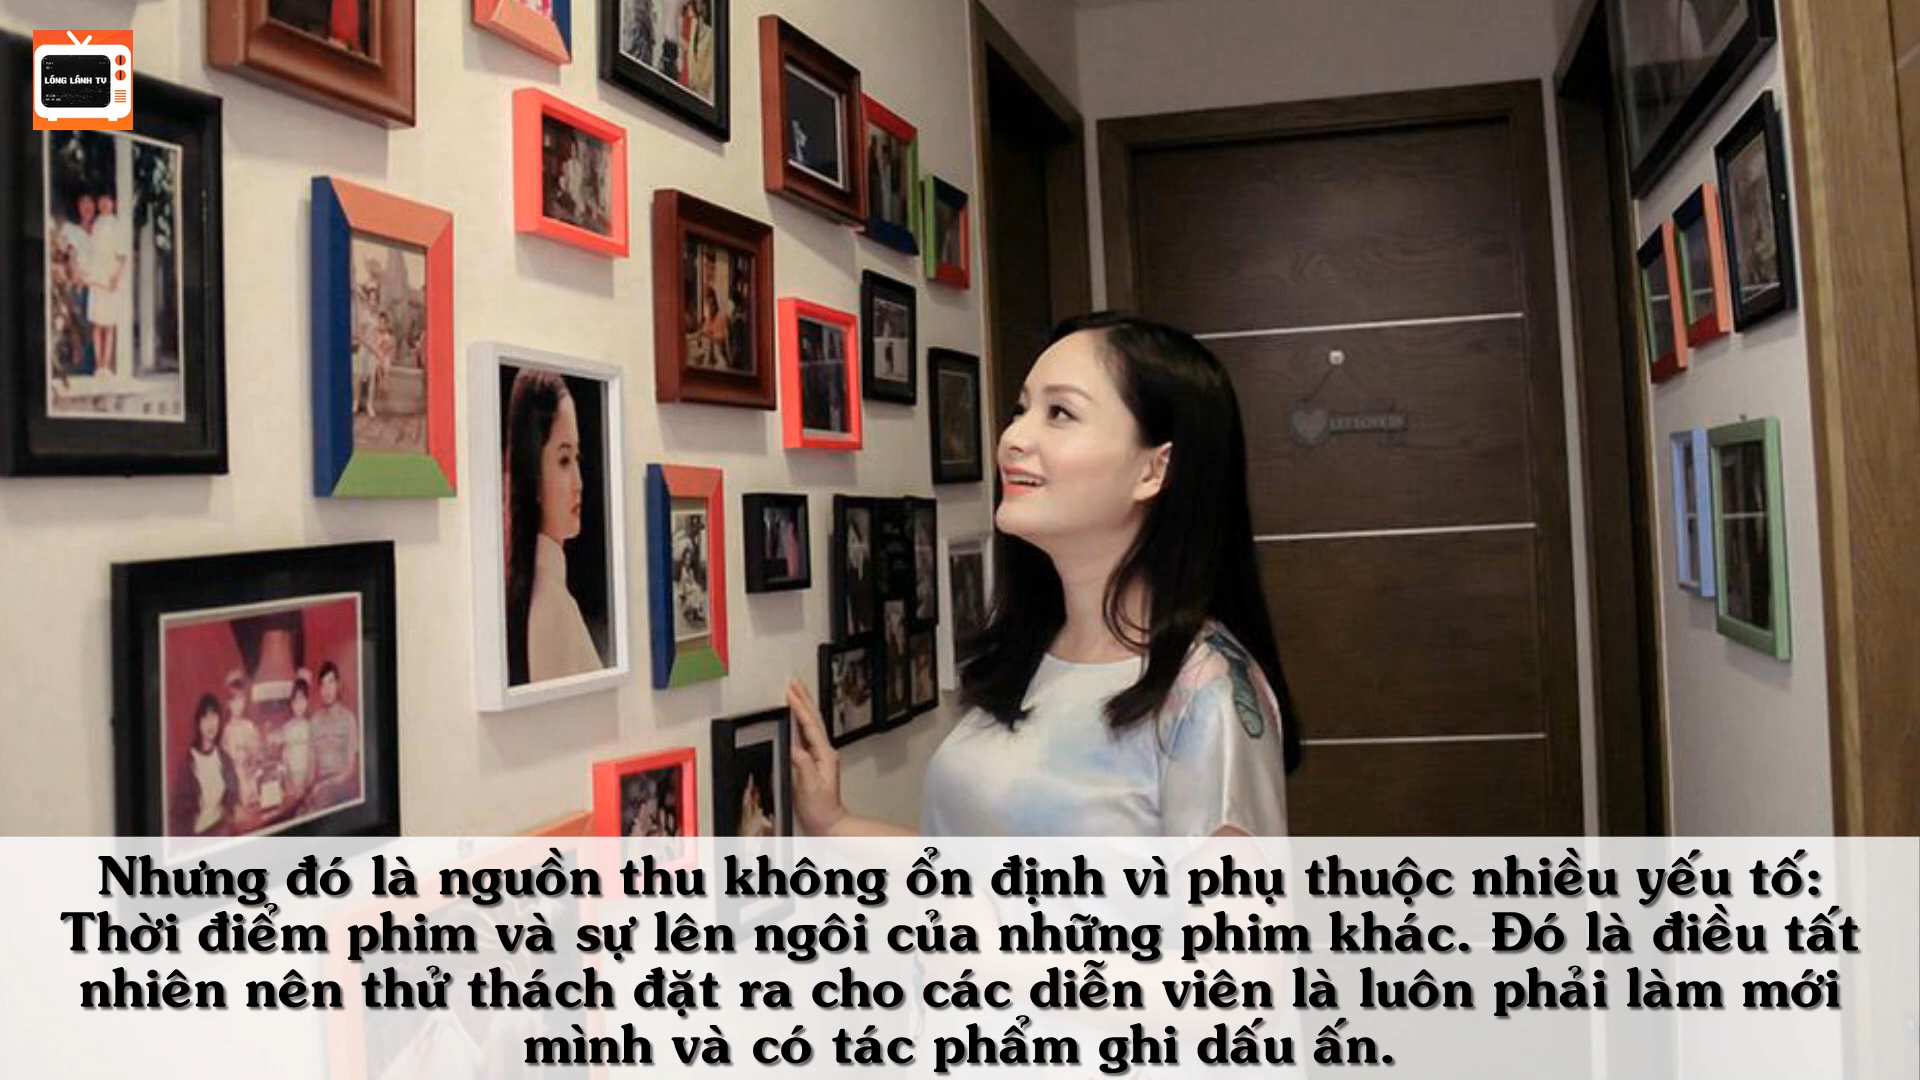 LÓNG LÁNH TV
Nhưng đó là nguồn thu không ổn định vì phụ thuộc nhiều yếu tố:
Thời điểm phim và sự lên ngôi của những phim khác. Đó là điều tất
nhiên nên thử thách đặt ra cho các diễn viên là luôn phải làm mới
mình và có tác phẩm ghi dấu ấn.